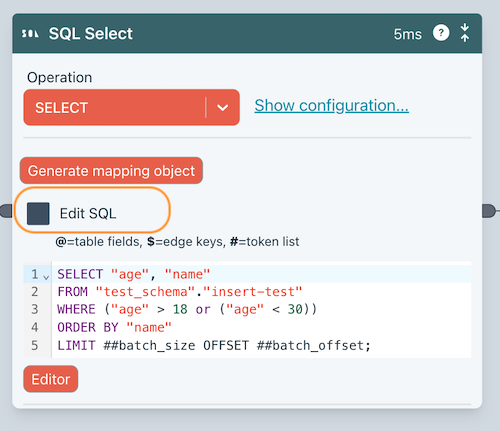 SQL SQL Select 5ms ?
Operation
SELECT
Show configuration...
Generate mapping object
Edit SQL
@=table fields, $=edge keys, #=token list
1 SELECT "age", "name"
2 FROM "test_schema"."insert-test"
3 WHERE ("age" > 18 or ("age" < 30))
4 ORDER BY "name"
5 LIMIT ##batch_size OFFSET ##batch_offset;
Editor